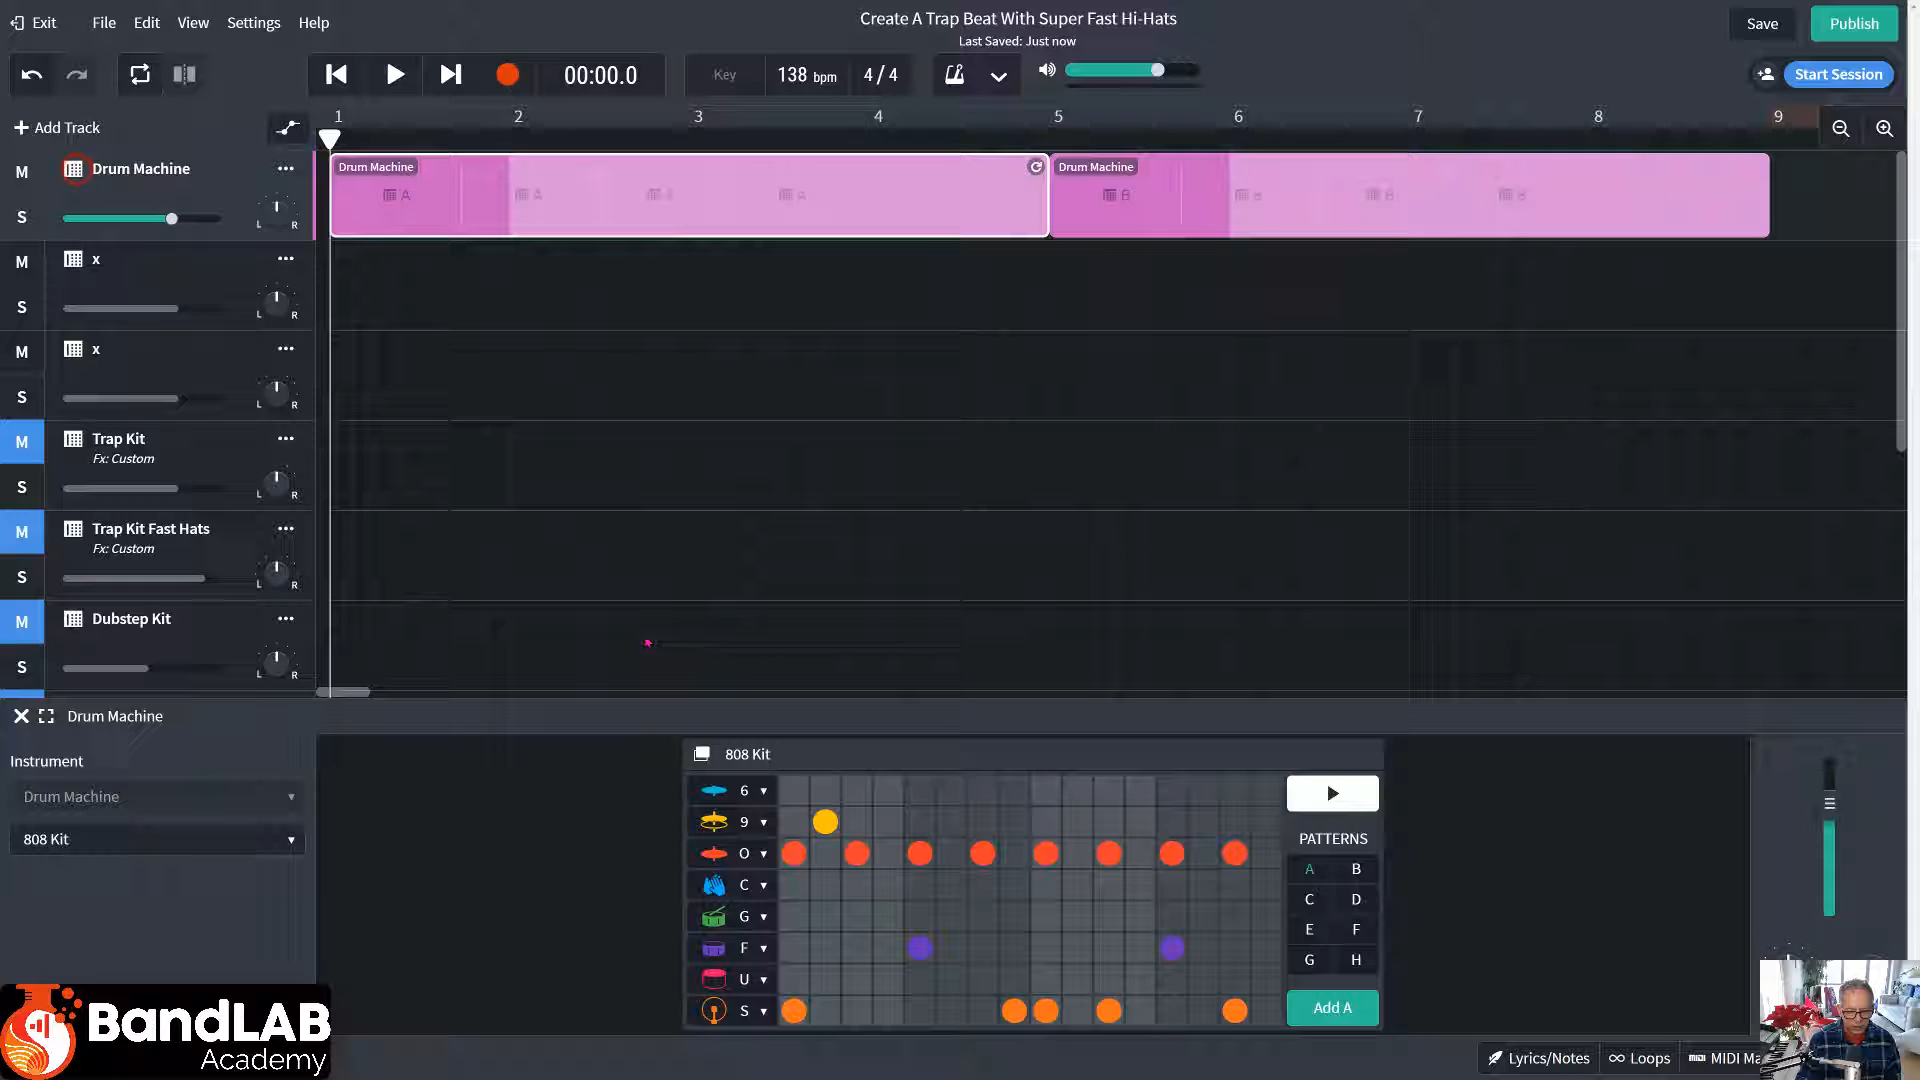 Exit File Edit View Settings Help
Create A Trap Beat With Super Fast Hi-Hats
Last Saved: Just now
Save Publish
00:00.0 Key 138 bpm 4 / 4
Start Session
+ Add Track
1 2 3 4 5 6 7 8 9
M Drum Machine
S L R
Drum Machine
A A A
Drum Machine
B B B B
M x
S L R
M x
S L R
M Trap Kit
Fx: Custom
S L R
M Trap Kit Fast Hats
Fx: Custom
S L R
M Dubstep Kit
S L R
Drum Machine
Instrument
Drum Machine
808 Kit
808 Kit
6
9
O
C
G
F
U
S
PATTERNS
A B
C D
E F
G H
Add A
BandLAB
Academy
Lyrics/Notes Loops MIDI